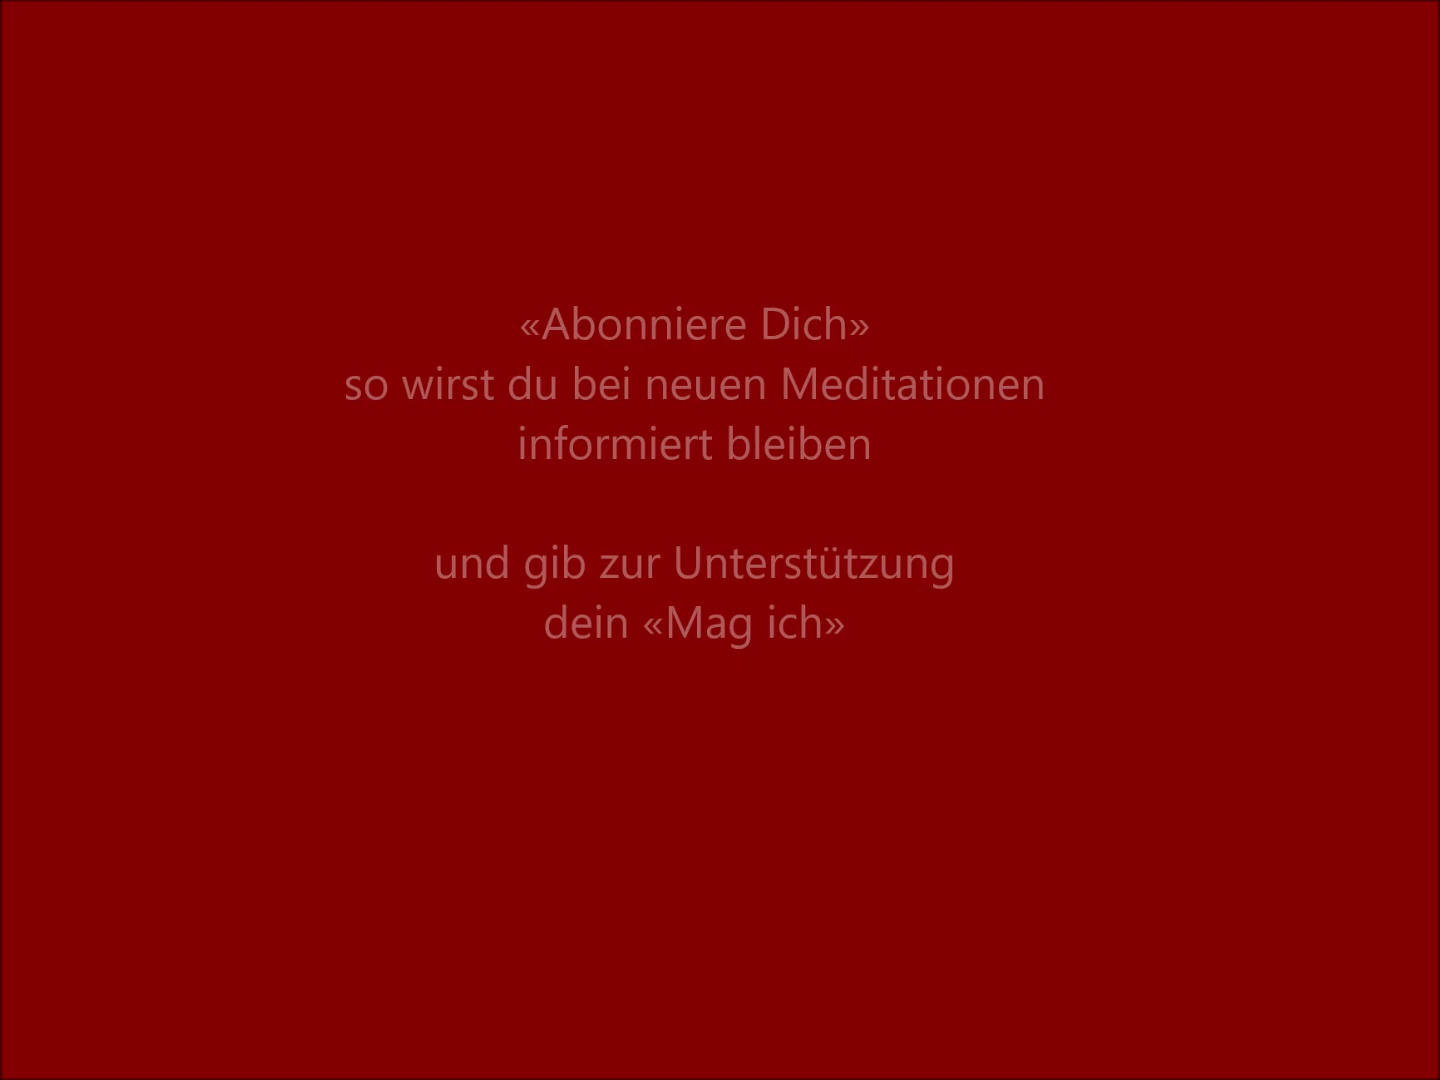 «Abonniere Dich»
so wirst du bei neuen Meditationen
informiert bleiben
und gib zur Unterstützung
dein «Mag ich»